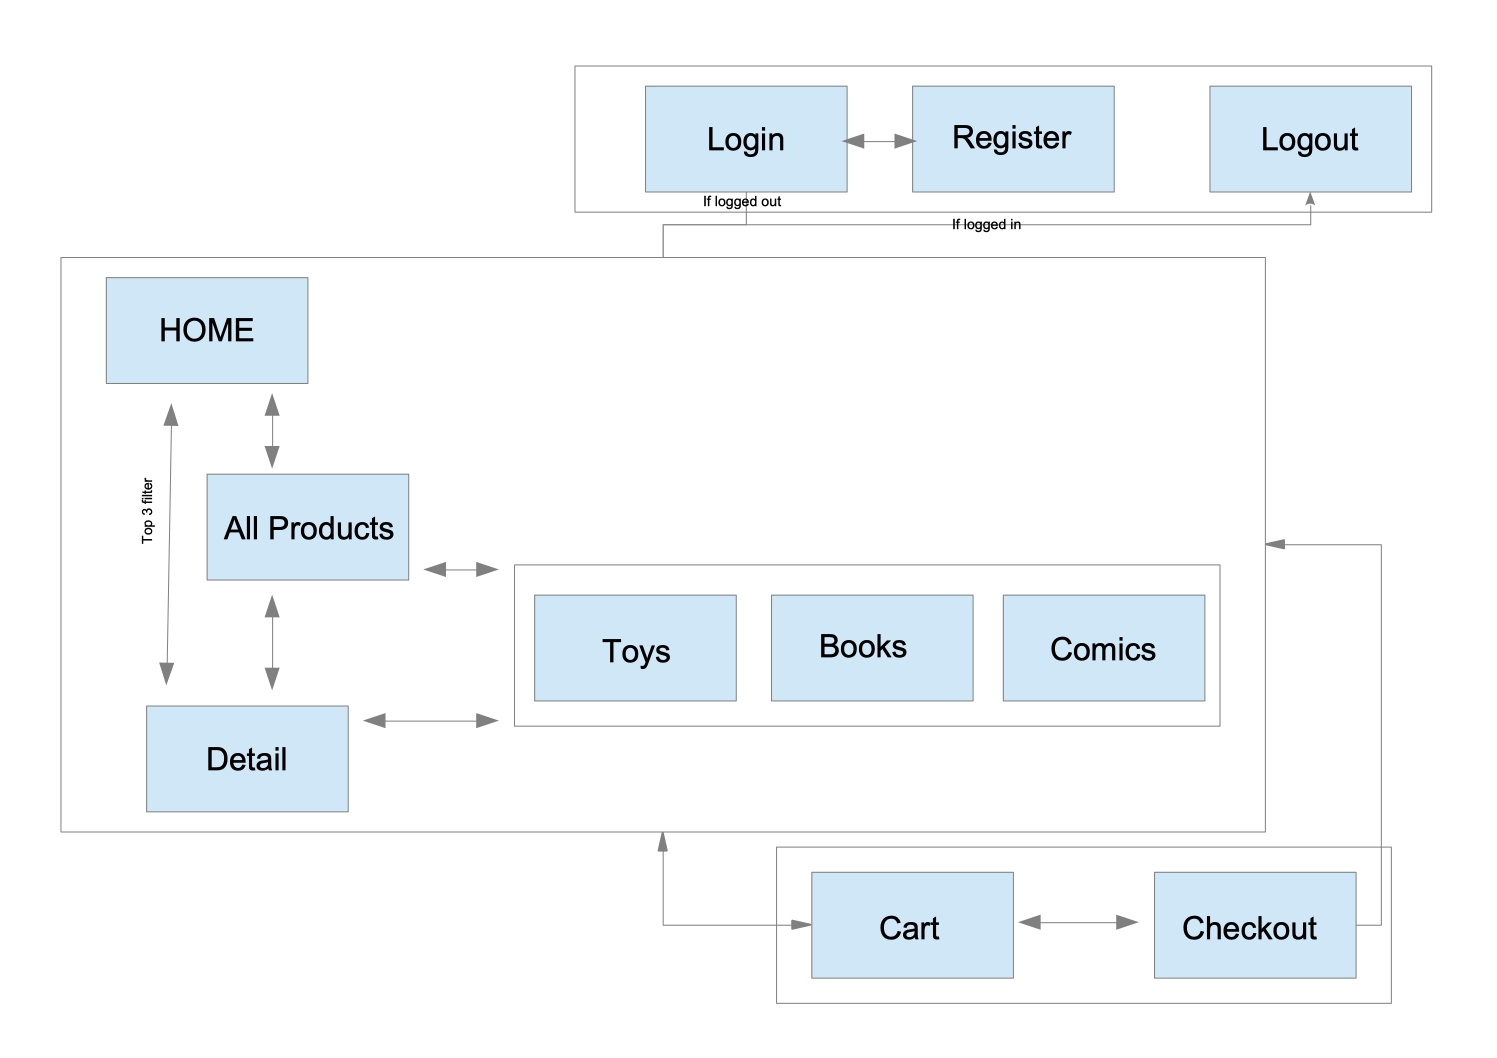 Login
Register
Logout
If logged out
If logged in
HOME
Top 3 filter
All Products
Toys
Books
Comics
Detail
Cart
Checkout